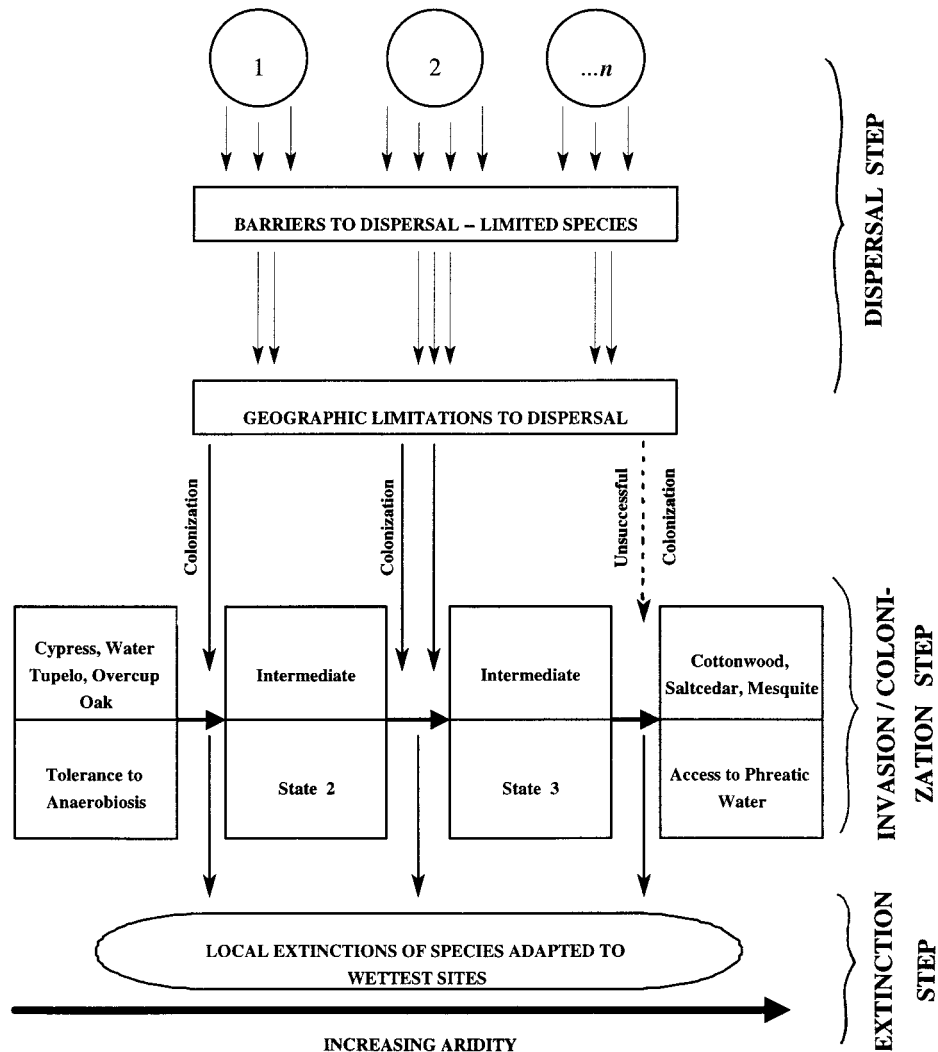 1
2
...n
BARRIERS TO DISPERSAL – LIMITED SPECIES
GEOGRAPHIC LIMITATIONS TO DISPERSAL
DISPERSAL STEP
Colonization
Colonization
Unsuccessful
Colonization
Cypress, Water
Tupelo, Overcup
Oak
Tolerance to
Anaerobiosis
Intermediate
State 2
Intermediate
State 3
Cottonwood,
Saltcedar, Mesquite
Access to Phreatic
Water
INVASION / COLONI-
ZATION STEP
LOCAL EXTINCTIONS OF SPECIES ADAPTED TO
WETTEST SITES
EXTINCTION
STEP
INCREASING ARIDITY